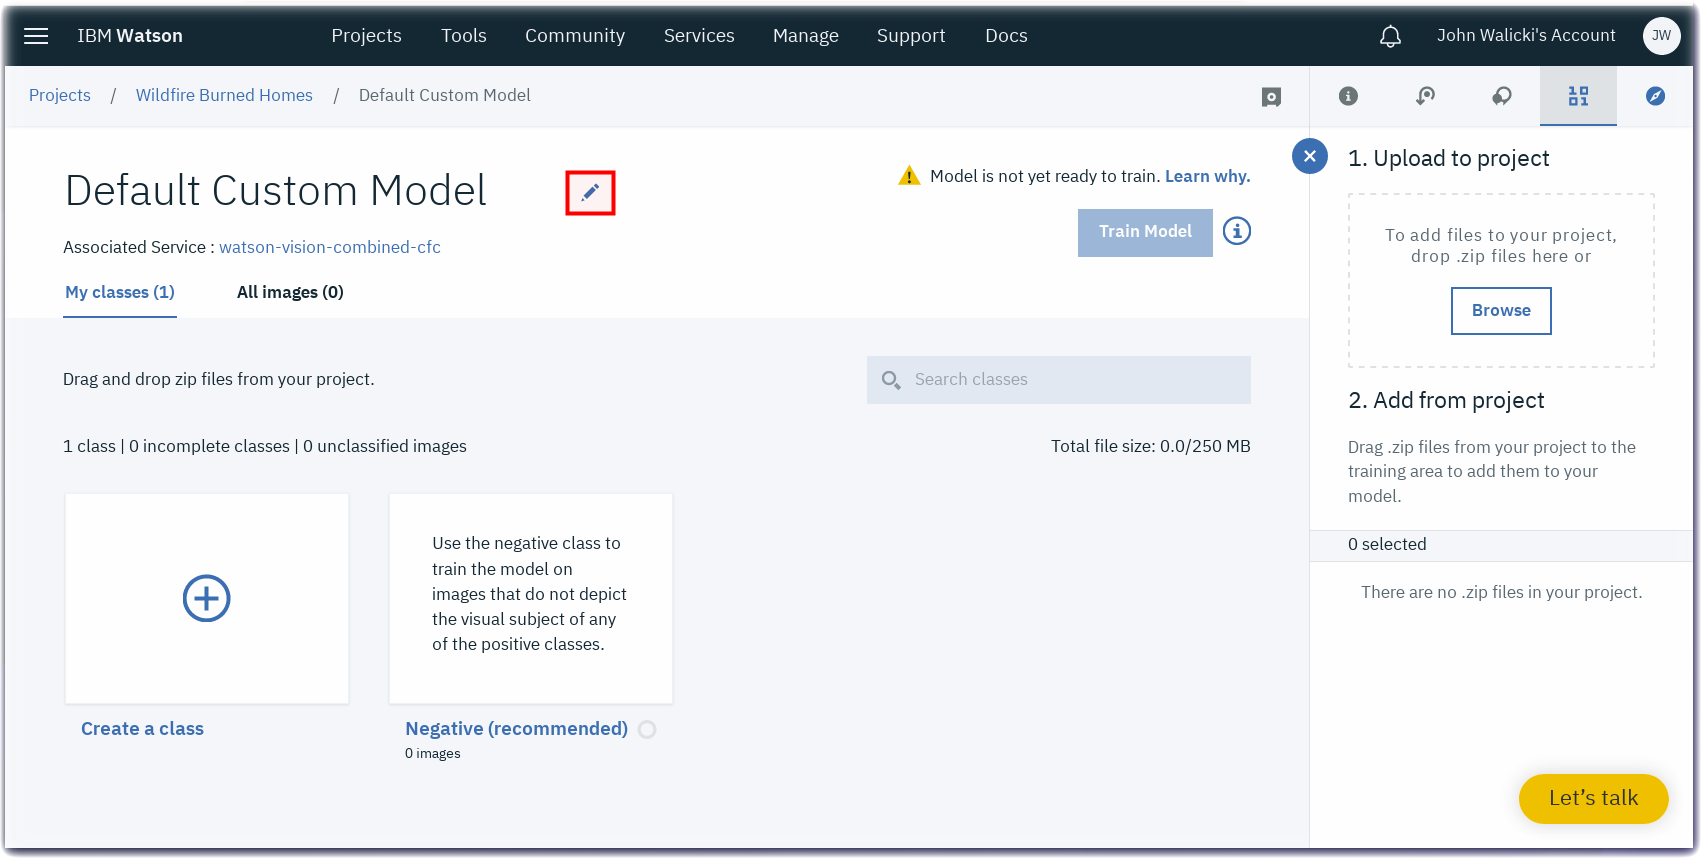 IBM Watson
Projects
Tools
Community
Services
Manage
Support
Docs
John Walicki's Account
JW
Projects / Wildfire Burned Homes / Default Custom Model
Default Custom Model
Model is not yet ready to train. Learn why.
Train Model
Associated Service : watson-vision-combined-cfc
My classes (1)
All images (0)
Drag and drop zip files from your project.
Search classes
1 class | 0 incomplete classes | 0 unclassified images
Total file size: 0.0/250 MB
Create a class
Use the negative class to
train the model on
images that do not depict
the visual subject of any
of the positive classes.
Negative (recommended)
0 images
1. Upload to project
To add files to your project,
drop .zip files here or
Browse
2. Add from project
Drag .zip files from your project to the
training area to add them to your
model.
0 selected
There are no .zip files in your project.
Let's talk